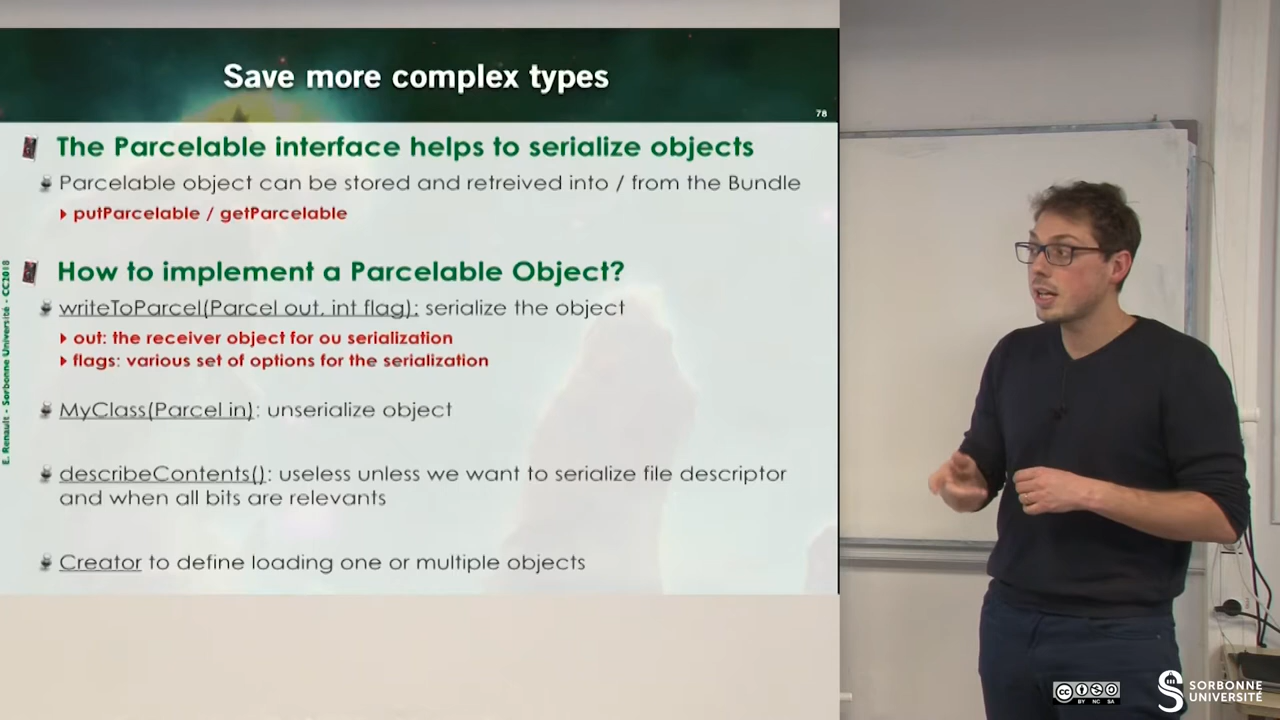 Save more complex types
78
The Parcelable interface helps to serialize objects
Parcelable object can be stored and retreived into / from the Bundle
putParcelable / getParcelable
How to implement a Parcelable Object?
writeToParcel(Parcel out, int flag): serialize the object
out: the receiver object for ou serialization
flags: various set of options for the serialization
MyClass(Parcel in): unserialize object
describeContents(): useless unless we want to serialize file descriptor
and when all bits are relevants
Creator to define loading one or multiple objects
E. Renault - Sorbonne Université - CC2018
cc
BY NC SA
SORBONNE
UNIVERSITÉ